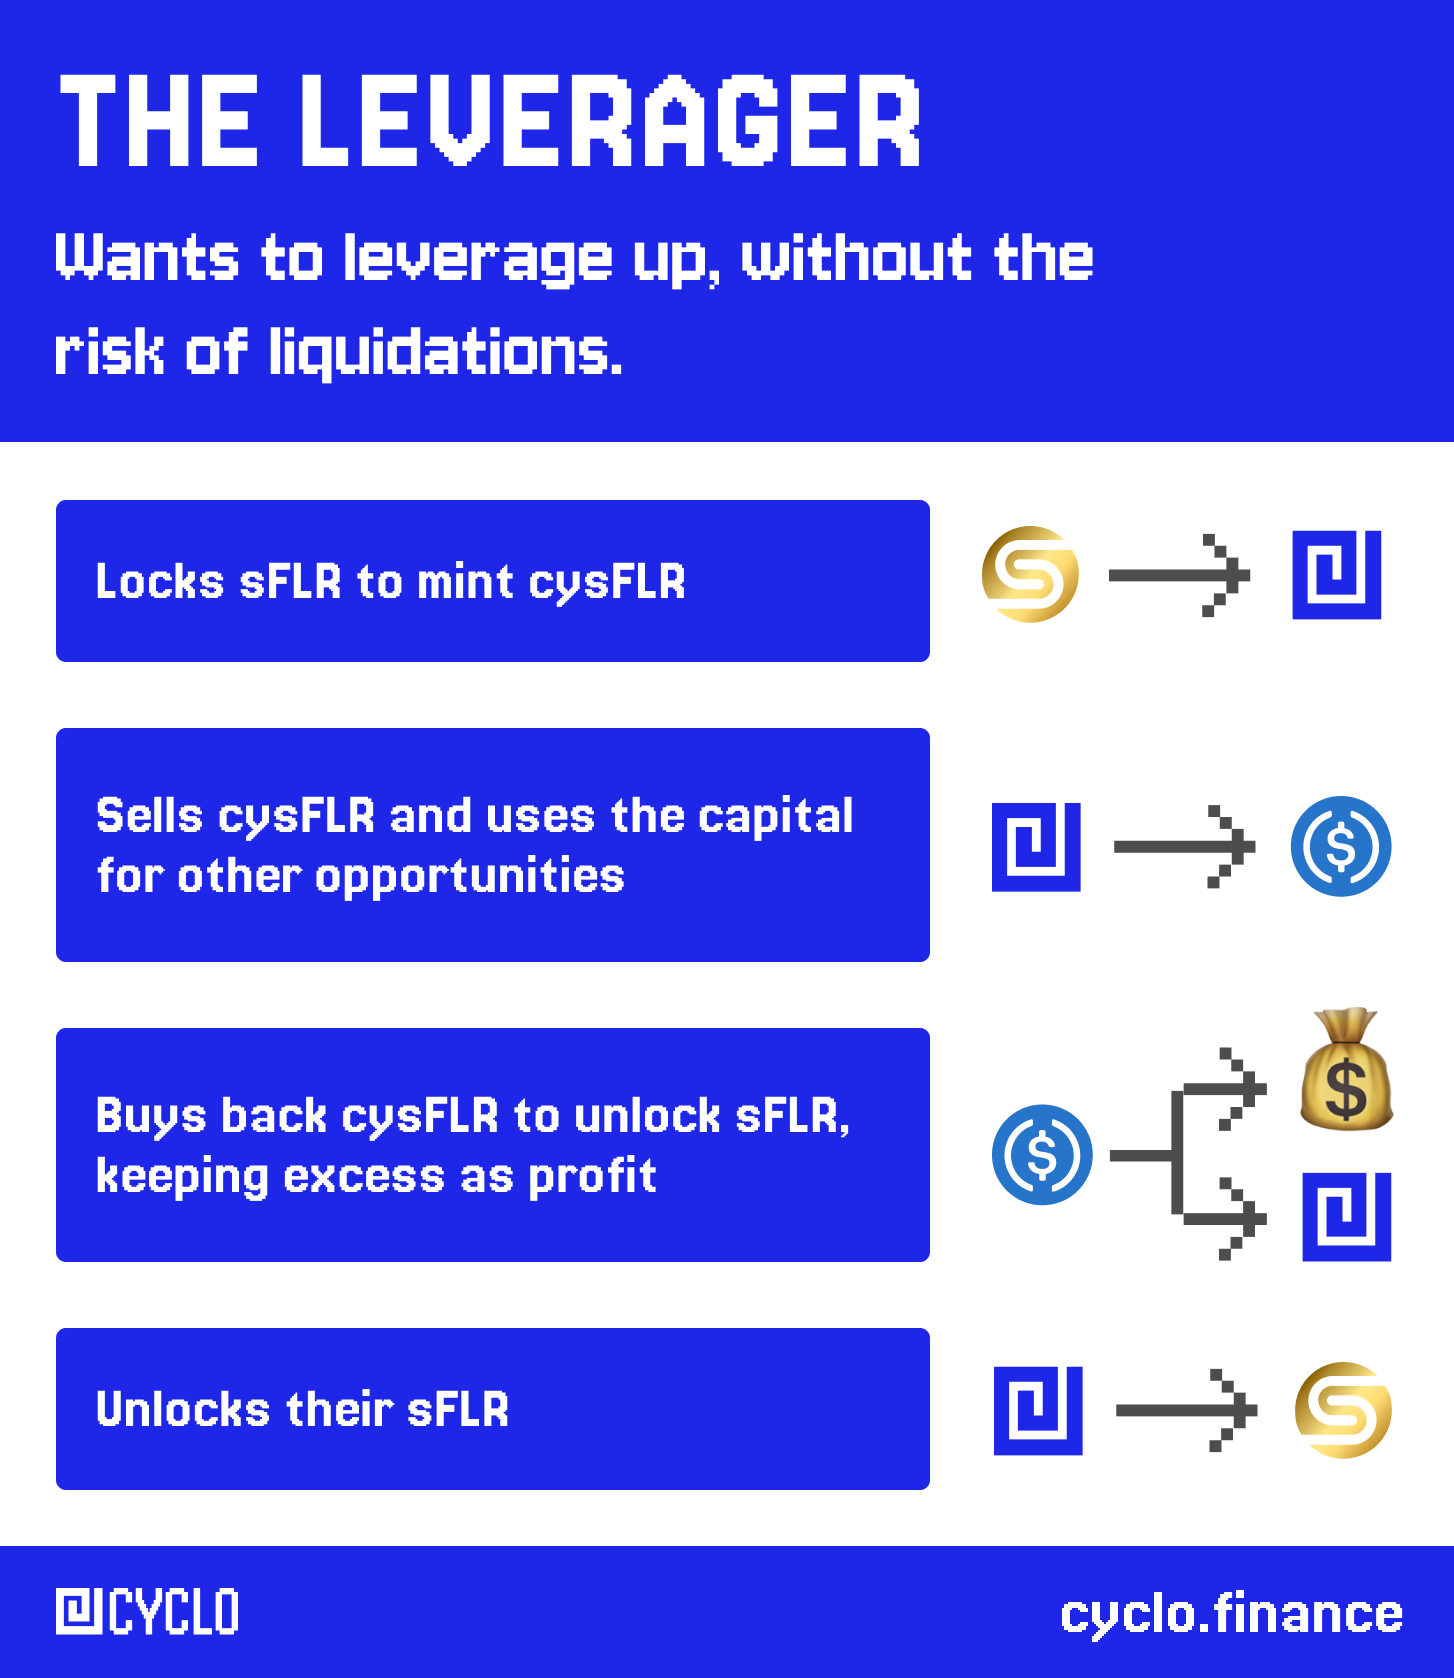 THE LEVERAGER
Wants to leverage up, without the
risk of liquidations.
Locks sFLR to mint cysFLR
Sells cysFLR and uses the capital
for other opportunities
$
Buys back cysFLR to unlock sFLR,
keeping excess as profit
$
$
Unlocks their sFLR
CYCLO
cyclo.finance